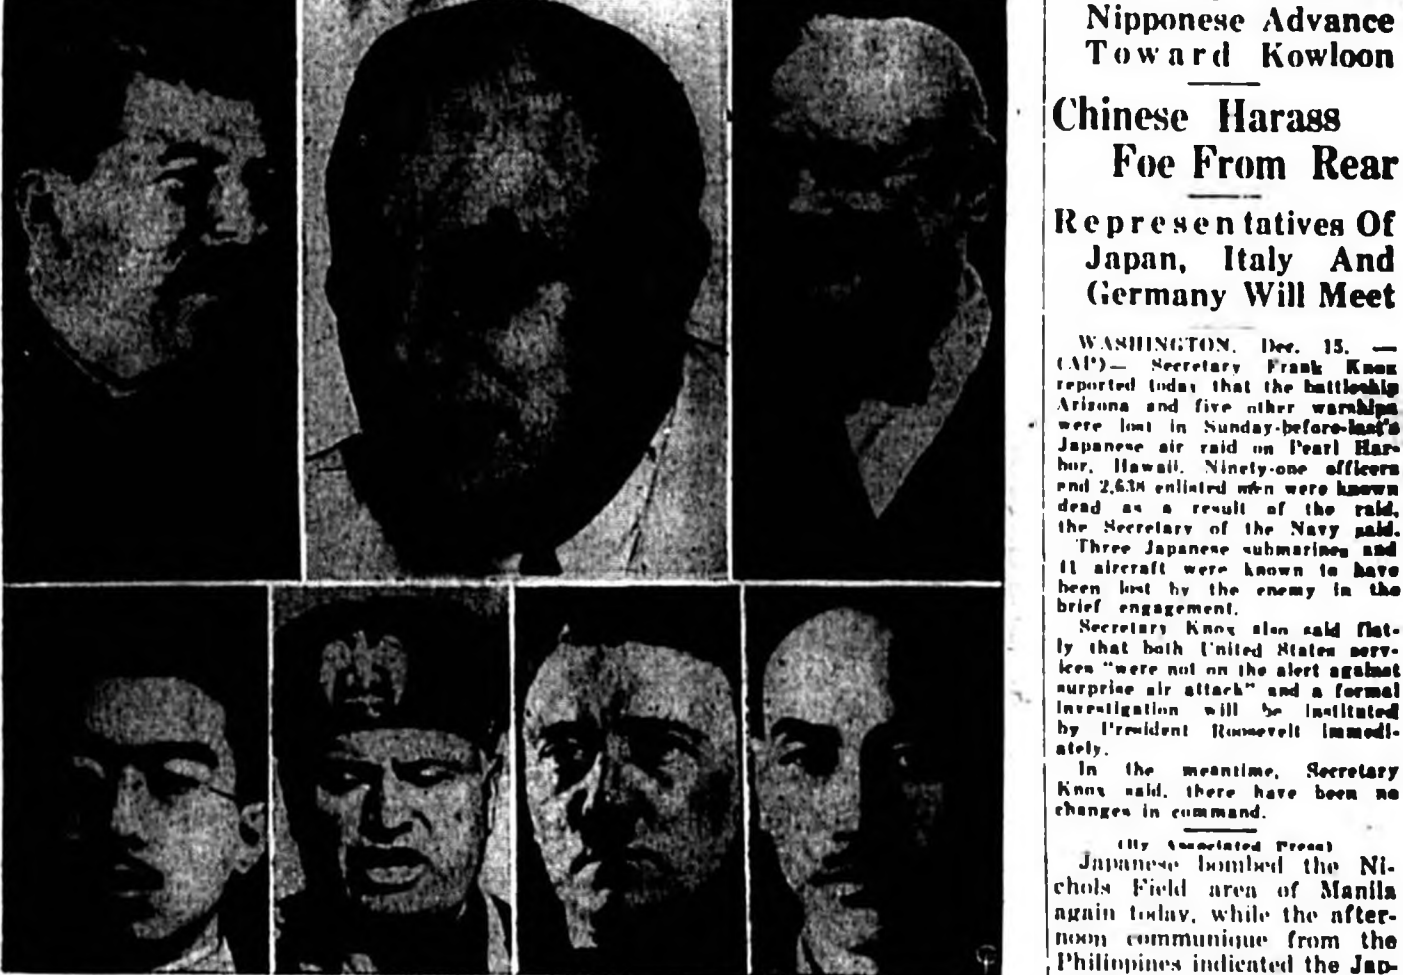 Nipponese Advance
Toward Kowloon
Chinese Harass
Foe From Rear
Representatives Of
Japan, Italy And
Germany Will Meet
WASHINGTON, Dec. 15. —
(AP)— Secretary Frank Knox
reported today that the battleship
Arizona and five other warships
were lost in Sunday-before-last's
Japanese air raid on Pearl Har-
bor, Hawaii. Ninety-one officers
and 2,638 enlisted men were known
dead as a result of the raid,
the Secretary of the Navy said.
Three Japanese submarines and
41 aircraft were known to have
been lost by the enemy in the
brief engagement.
Secretary Knox also said flat-
ly that both United States serv-
ices "were not on the alert against
surprise air attack" and a formal
investigation will be instituted
by President Roosevelt immedi-
ately.
In the meantime, Secretary
Knox said, there have been no
changes in command.
(By Associated Press)
Japanese bombed the Ni-
chols Field area of Manila
again today, while the after-
noon communique from the
Philippines indicated the Jap-